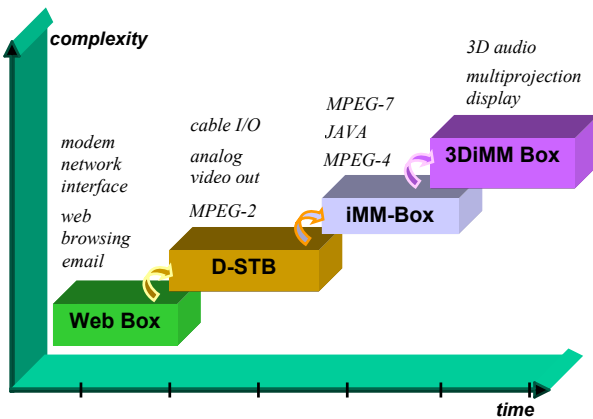 complexity
3D audio
multiprojection
display
MPEG-7
JAVA
MPEG-4
cable I/O
analog
video out
MPEG-2
modem
network
interface
web
browsing
email
3DiMM Box
iMM-Box
D-STB
Web Box
time